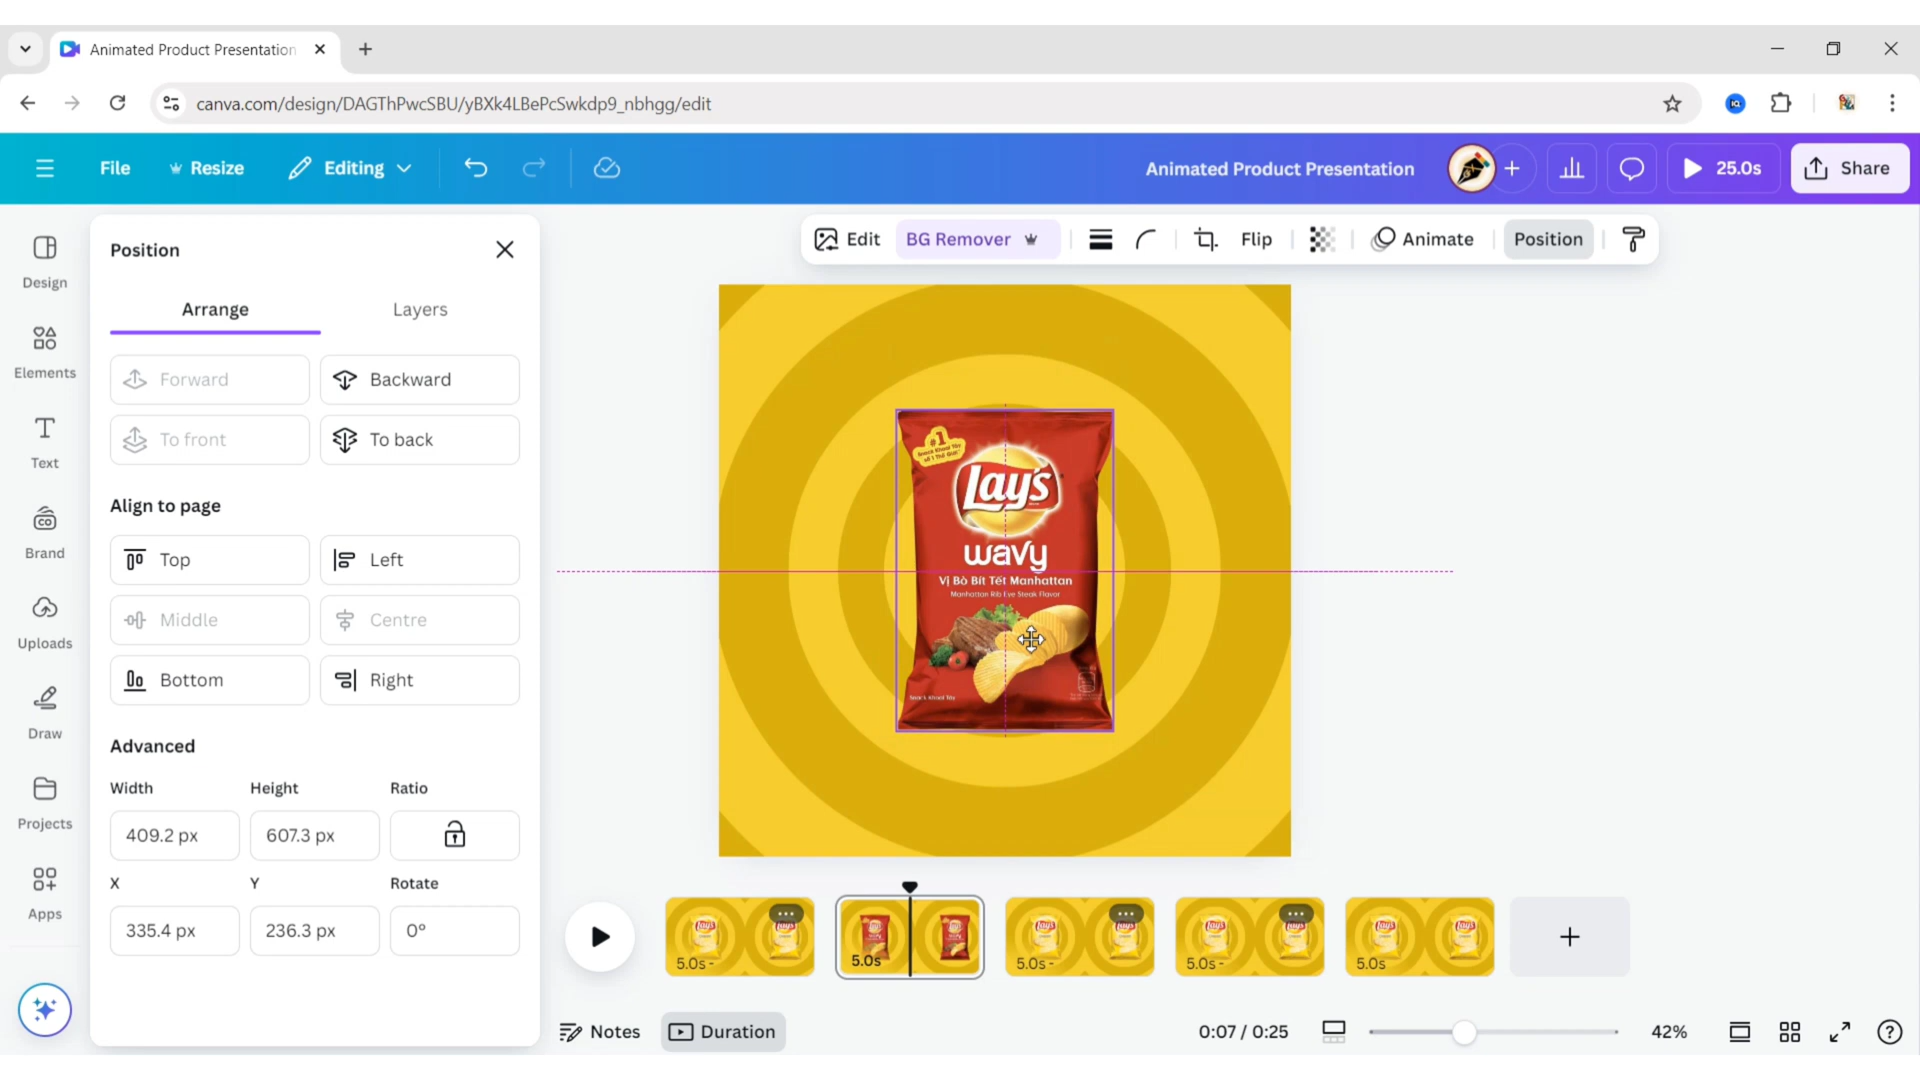 Animated Product Presentation
canva.com/design/DAGThPwcSBU/yBXk4LBePcSwkdp9_nbhgg/edit
File
Resize
Editing
Animated Product Presentation
25.0s
Share
Design
Elements
Text
Brand
Uploads
Draw
Projects
Apps
Position
Arrange
Layers
Forward
Backward
To front
To back
Align to page
Top
Left
Middle
Centre
Bottom
Right
Advanced
Width
Height
Ratio
409.2 px
607.3 px
X
Y
Rotate
335.4 px
236.3 px
0°
Edit
BG Remover
Flip
Animate
Position
#1
Lay's
wavy
Vị Bò Bít Tết Manhattan
Manhattan Rib Eye Steak Flavor
Snack Khoai Tây
5.0s -
5.0s
5.0s -
5.0s -
5.0s
Notes
Duration
0:07 / 0:25
42%